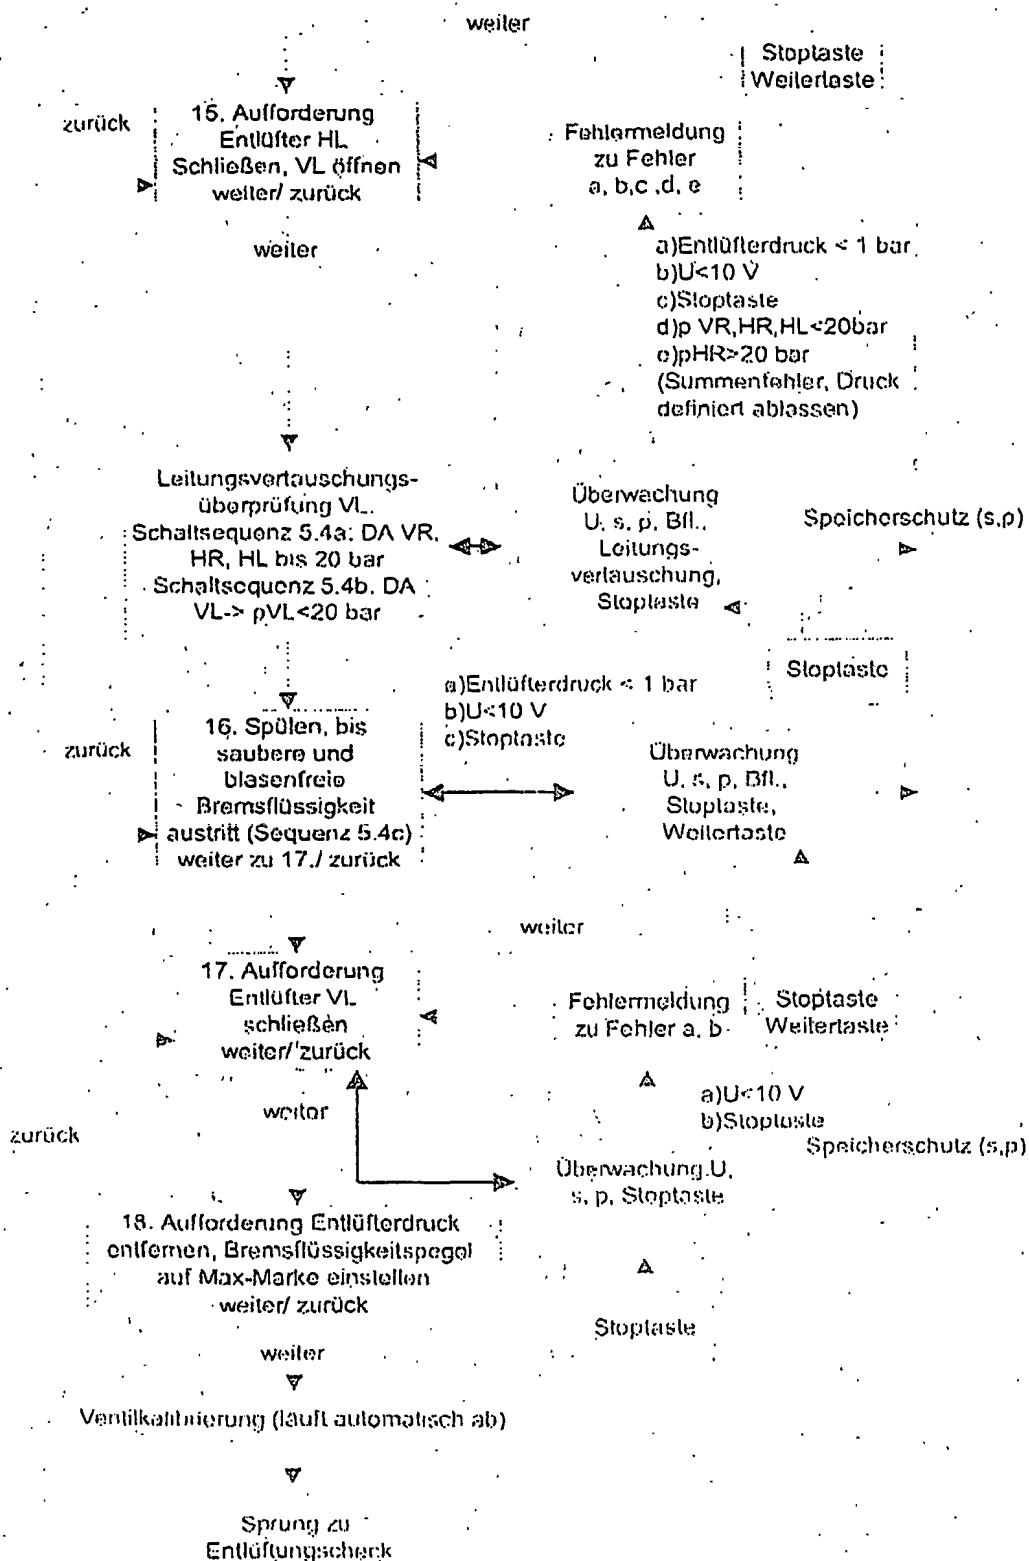 weiter
Stoptaste
Weitertaste
zurück
15. Aufforderung
Entlüfter HL
Schließen, VL öffnen
weiter/ zurück
Fehlermeldung
zu Fehler
a, b,c ,d, e
weiter
a)Entlüfterdruck < 1 bar
b)U<10 V
c)Stoptaste
d)p VR,HR,HL<20bar
e)pHR>20 bar
(Summenfehler, Druck
definiert ablassen)
Leitungsvertauschungs-
überprüfung VL.
Schaltsequenz 5.4a: DA VR,
HR, HL bis 20 bar
Schaltsequenz 5.4b. DA
VL-> pVL<20 bar
Überwachung
U, s, p, Bfl.,
Leitungs-
vertauschung,
Stoptaste
Speicherschutz (s,p)
Stoptaste
a)Entlüfterdruck < 1 bar
b)U<10 V
c)Stoptaste
zurück
16. Spülen, bis
saubere und
blasenfreie
Bremsflüssigkeit
austritt (Sequenz 5.4c)
weiter zu 17./ zurück
Überwachung
U, s, p, Bfl.,
Stoptaste,
Weitertaste
weiter
17. Aufforderung
Entlüfter VL
schließen
weiter/ zurück
Fehlermeldung
zu Fehler a, b
Stoptaste
Weitertaste
weiter
a)U<10 V
b)Stoptaste
zurück
Speicherschutz (s,p)
Überwachung U,
s, p, Stoptaste
18. Aufforderung Entlüfterdruck
entfernen, Bremsflüssigkeitspegel
auf Max-Marke einstellen
weiter/ zurück
Stoptaste
weiter
Ventilkalibrierung (läuft automatisch ab)
Sprung zu
Entlüftungscheck